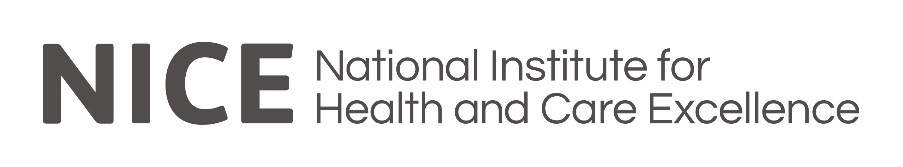 NICE
National Institute for
Health and Care Excellence